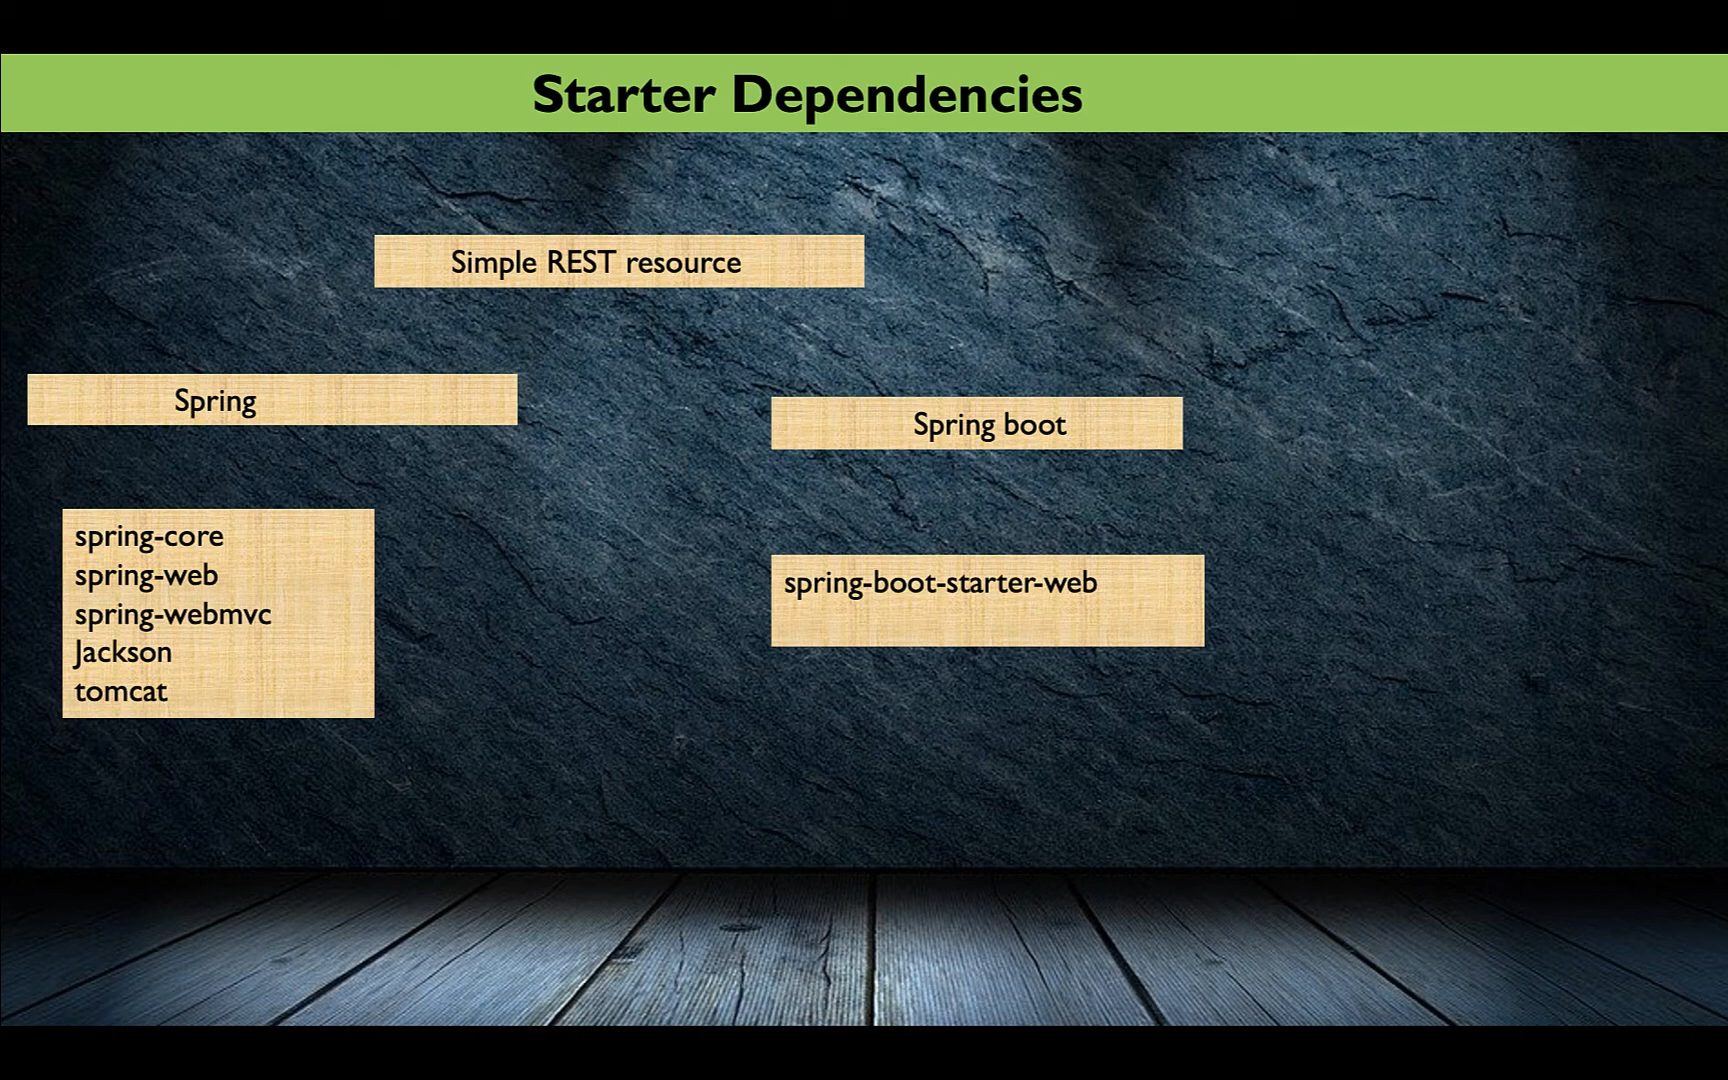 Starter Dependencies
Simple REST resource
Spring
Spring boot
spring-core
spring-web
spring-webmvc
Jackson
tomcat
spring-boot-starter-web